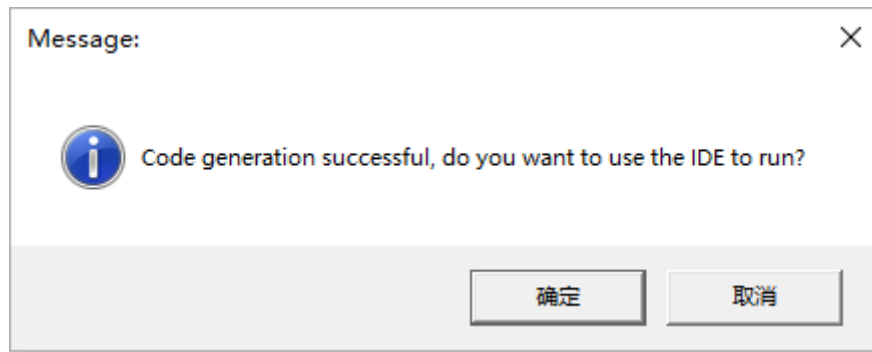 Message:
Code generation successful, do you want to use the IDE to run?
确定 取消